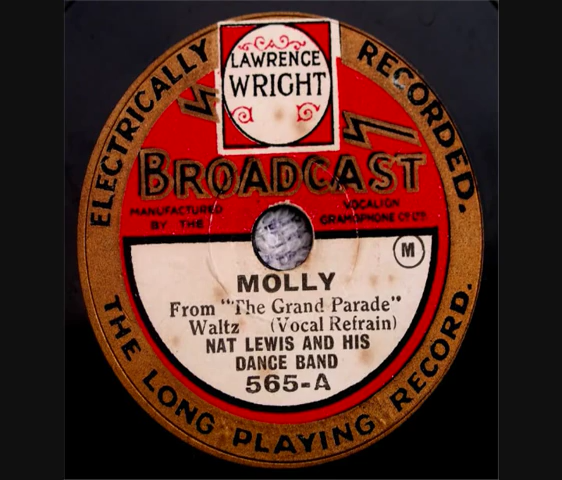 ELECTRICALLY RECORDED.
LAWRENCE
WRIGHT
BROADCAST
MANUFACTURED VOCALION
BY THE GRAMOPHONE Co LTD
M
MOLLY
From "The Grand Parade"
Waltz (Vocal Refrain)
NAT LEWIS AND HIS
DANCE BAND
565-A
THE LONG PLAYING RECORD.